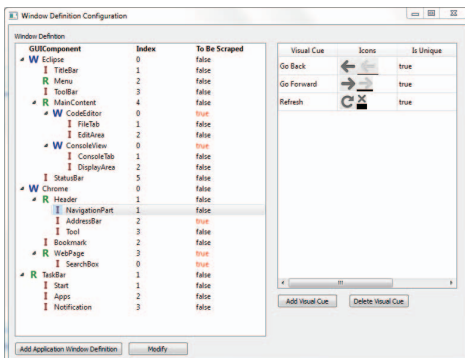 Window Definition Configuration
Window Definition
GUIComponent Index To Be Scraped
W Eclipse 0 false
I TitleBar 1 false
R Menu 2 false
I ToolBar 3 false
R MainContent 4 false
W CodeEditor 0 true
I FileTab 1 false
I EditArea 2 false
W ConsoleView 0 true
I ConsoleTab 1 false
I DisplayArea 2 false
I StatusBar 5 false
W Chrome 0 false
R Header 1 false
I NavigationPart 1 false
I AddressBar 2 true
I Tool 3 false
I Bookmark 2 false
R WebPage 3 true
I SearchBox 0 true
R TaskBar 1 false
I Start 1 false
I Apps 2 false
I Notification 3 false
Add Application Window Definition Modify
Visual Cue Icons Is Unique
Go Back true
Go Forward true
Refresh true
Add Visual Cue Delete Visual Cue